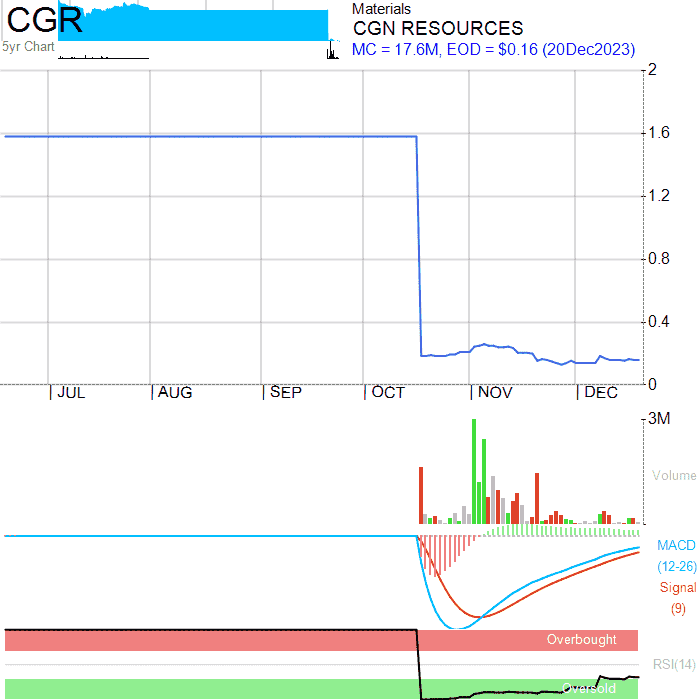 CGR
5yr Chart
Materials
CGN RESOURCES
MC = 17.6M, EOD = $0.16 (20Dec2023)
2
1.6
1.2
0.8
0.4
0
JUL AUG SEP OCT NOV DEC
3M
Volume
MACD
(12-26)
Signal
(9)
Overbought
RSI(14)
Oversold